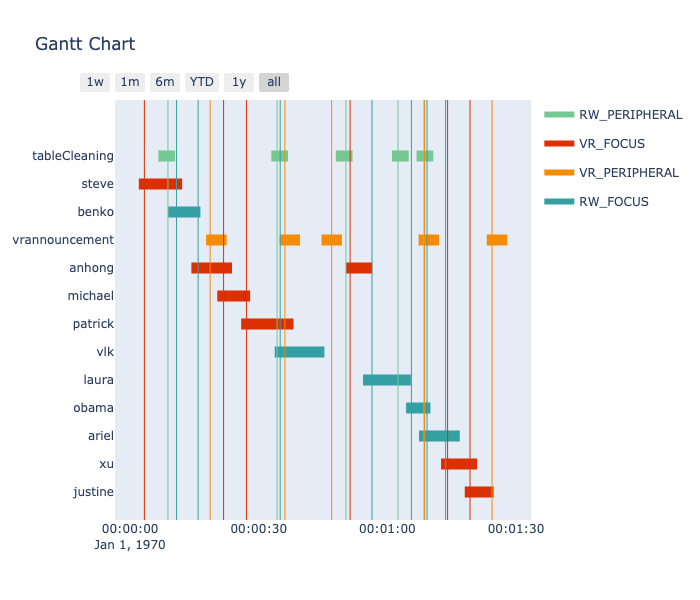 Gantt Chart
1w 1m 6m YTD 1y all
RW_PERIPHERAL
VR_FOCUS
VR_PERIPHERAL
RW_FOCUS
tableCleaning
steve
benko
vrannouncement
anhong
michael
patrick
vlk
laura
obama
ariel
xu
justine
00:00:00 00:00:30 00:01:00 00:01:30
Jan 1, 1970